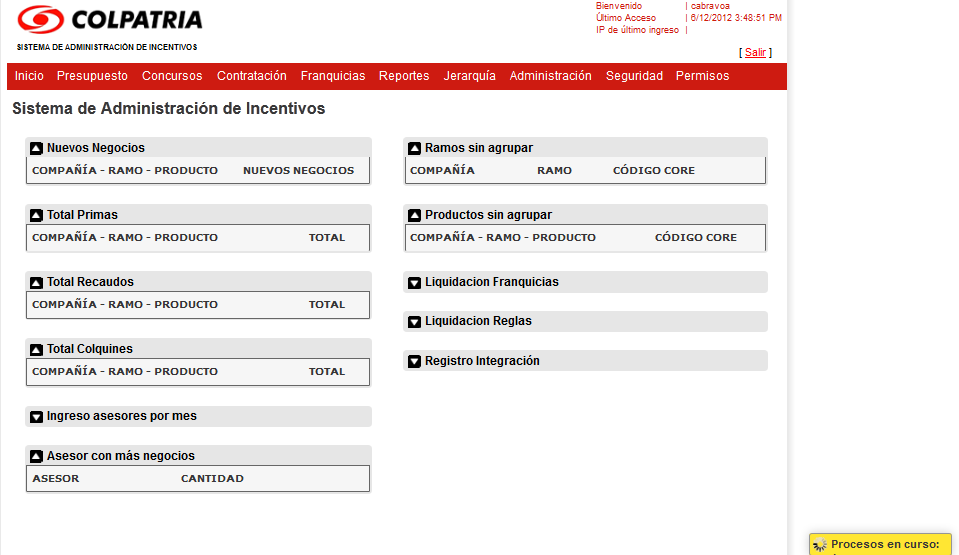 COLPATRIA
SISTEMA DE ADMINISTRACIÓN DE INCENTIVOS
Bienvenido | cabravoa
Último Acceso | 6/12/2012 3:48:51 PM
IP de último ingreso |
[ Salir ]
Inicio Presupuesto Concursos Contratación Franquicias Reportes Jerarquía Administración Seguridad Permisos
Sistema de Administración de Incentivos
Nuevos Negocios
COMPAÑÍA - RAMO - PRODUCTO NUEVOS NEGOCIOS
Total Primas
COMPAÑÍA - RAMO - PRODUCTO TOTAL
Total Recaudos
COMPAÑÍA - RAMO - PRODUCTO TOTAL
Total Colquines
COMPAÑÍA - RAMO - PRODUCTO TOTAL
Ingreso asesores por mes
Asesor con más negocios
ASESOR CANTIDAD
Ramos sin agrupar
COMPAÑÍA RAMO CÓDIGO CORE
Productos sin agrupar
COMPAÑÍA - RAMO - PRODUCTO CÓDIGO CORE
Liquidacion Franquicias
Liquidacion Reglas
Registro Integración
Procesos en curso: